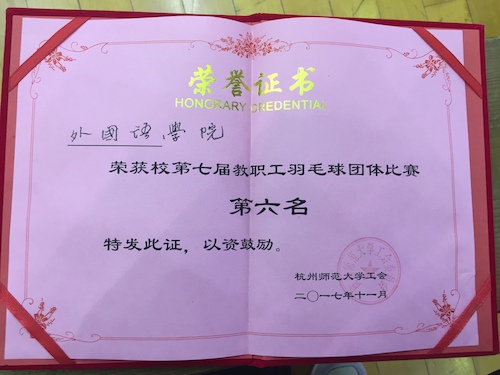 荣誉证书
HONORARY CREDENTIAL
外國语學院
荣获校第七届教职工羽毛球团体比赛
第六名
特发此证，以资鼓励。
杭州师范大学工会
二〇一七年十一月